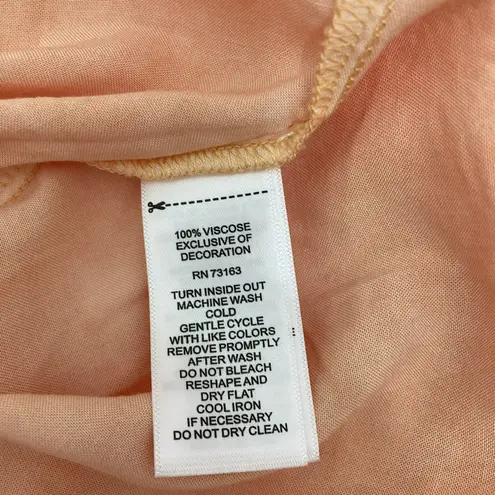 100% VISCOSE
EXCLUSIVE OF
DECORATION
RN 73163
TURN INSIDE OUT
MACHINE WASH
COLD
GENTLE CYCLE
WITH LIKE COLORS
REMOVE PROMPTLY
AFTER WASH
DO NOT BLEACH
RESHAPE AND
DRY FLAT
COOL IRON
IF NECESSARY
DO NOT DRY CLEAN